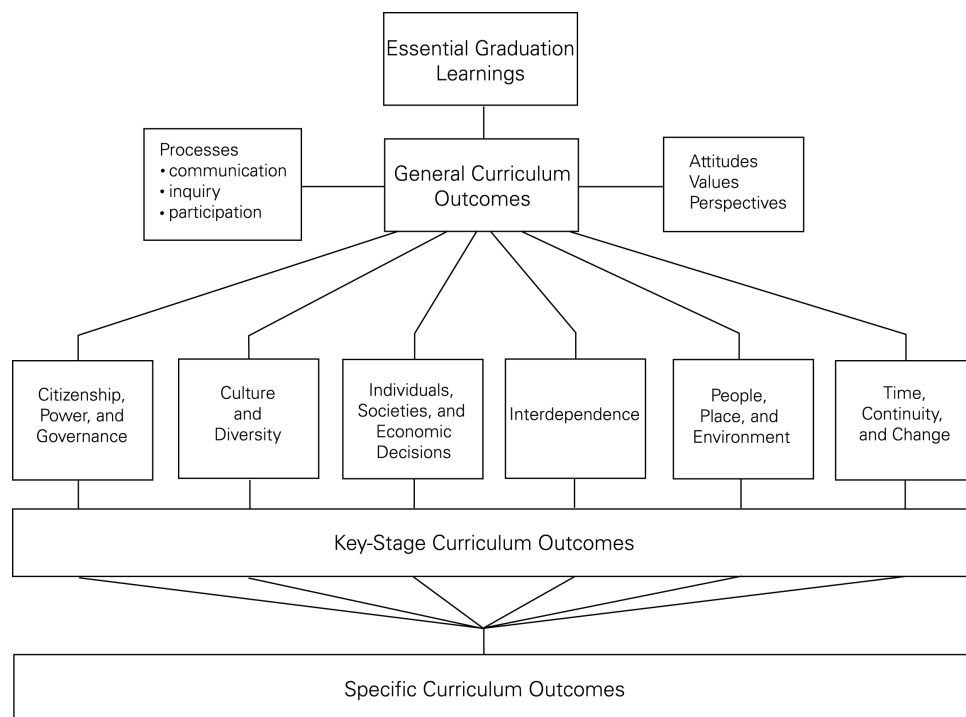 Essential Graduation
Learnings
Processes
• communication
• inquiry
• participation
General Curriculum
Outcomes
Attitudes
Values
Perspectives
Citizenship,
Power, and
Governance
Culture
and
Diversity
Individuals,
Societies, and
Economic
Decisions
Interdependence
People,
Place, and
Environment
Time,
Continuity,
and Change
Key-Stage Curriculum Outcomes
Specific Curriculum Outcomes